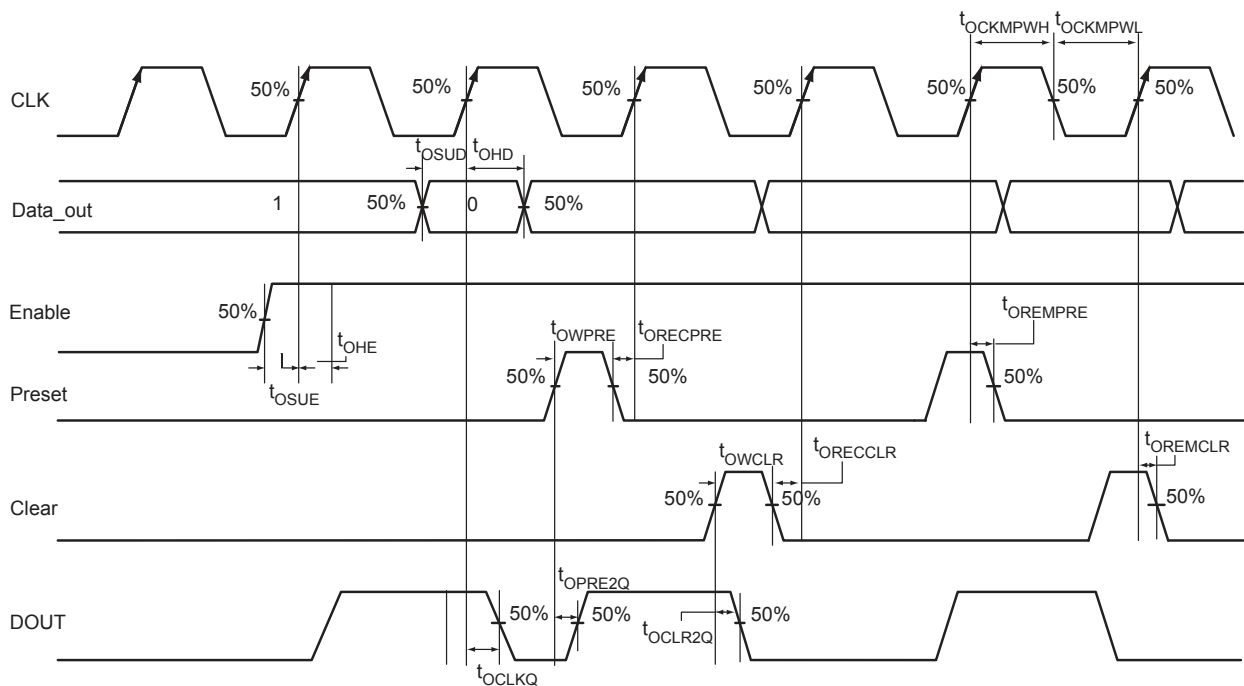 tOCKMPWH tOCKMPWL
CLK 50% 50% 50% 50% 50% 50% 50%
tOSUD tOHD
Data_out 1 50% 0 50%
Enable 50%
tOHE tOWPRE tORECPRE tOREMPRE
Preset tOSUE 50% 50% 50%
tOWCLR tORECCLR tOREMCLR
Clear 50% 50% 50%
tOPRE2Q
DOUT 50% 50% tOCLR2Q 50%
tOCLKQ